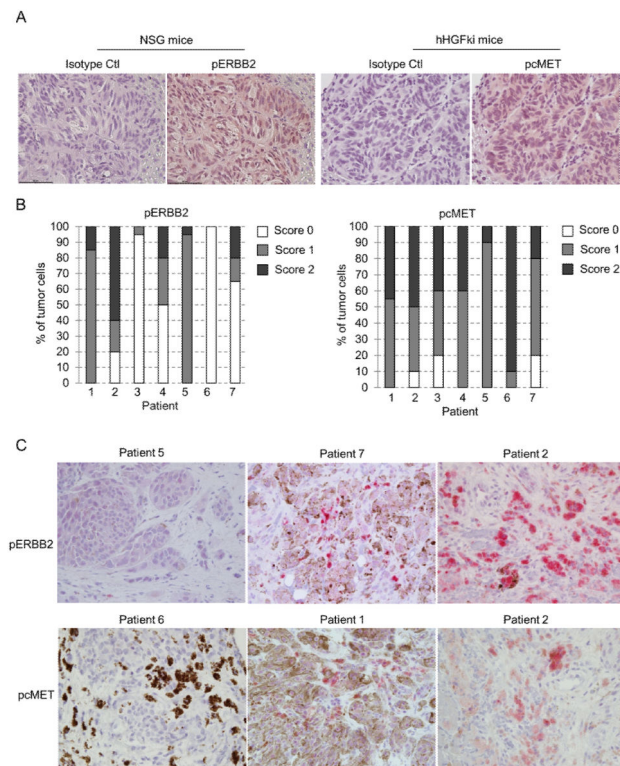 A
NSG mice
hHGFki mice
Isotype Ctl
pERBB2
Isotype Ctl
pcMET
B
pERBB2
% of tumor cells
100
90
80
70
60
50
40
30
20
10
0
1 2 3 4 5 6 7
Patient
Score 0
Score 1
Score 2
pcMET
% of tumor cells
100
90
80
70
60
50
40
30
20
10
0
1 2 3 4 5 6 7
Patient
Score 0
Score 1
Score 2
C
Patient 5
Patient 7
Patient 2
pERBB2
Patient 6
Patient 1
Patient 2
pcMET